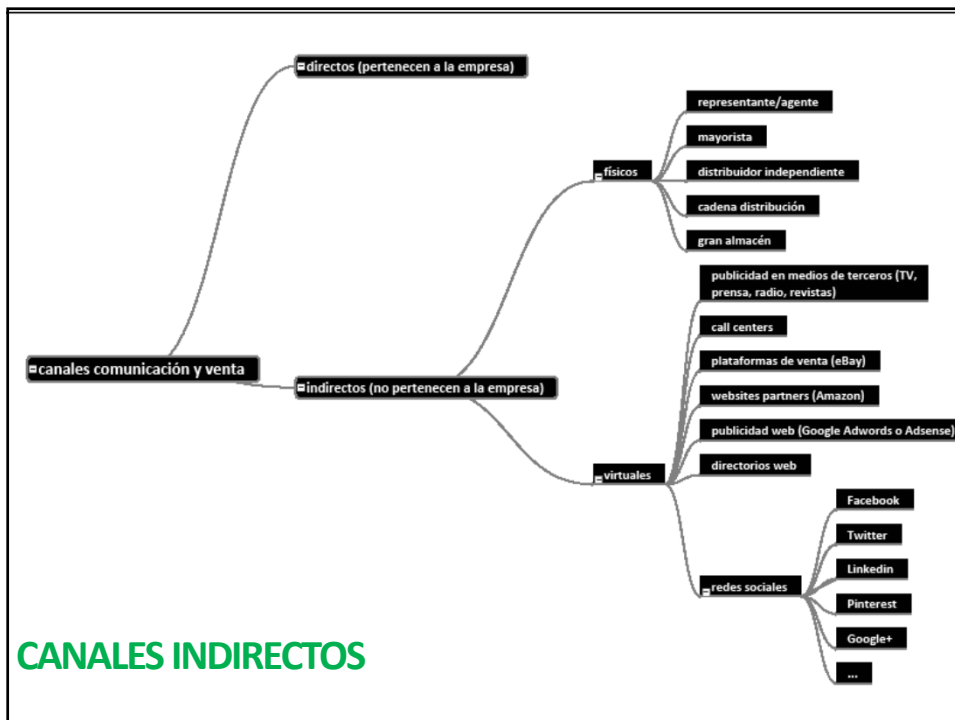 directos (pertenecen a la empresa)
representante/agente
mayorista
físicos
distribuidor independiente
cadena distribución
gran almacén
publicidad en medios de terceros (TV,
prensa, radio, revistas)
call centers
canales comunicación y venta
indirectos (no pertenecen a la empresa)
plataformas de venta (eBay)
websites partners (Amazon)
publicidad web (Google Adwords o Adsense)
directorios web
virtuales
Facebook
Twitter
Linkedin
redes sociales
Pinterest
Google+
...
CANALES INDIRECTOS